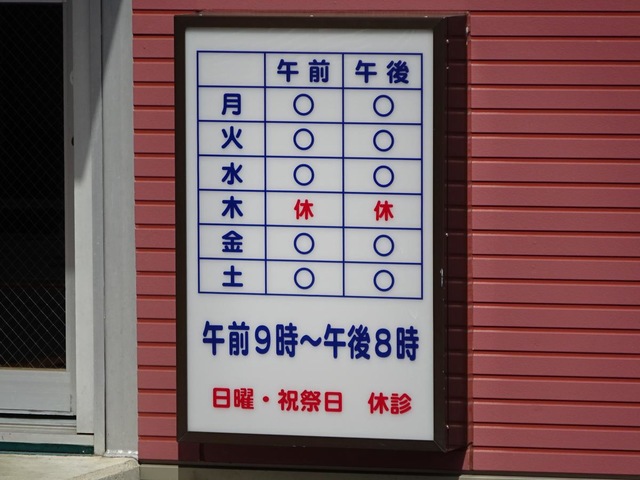 午前 午後
月 ○ ○
火 ○ ○
水 ○ ○
木 休 休
金 ○ ○
土 ○ ○
午前9時～午後8時
日曜・祝祭日 休診